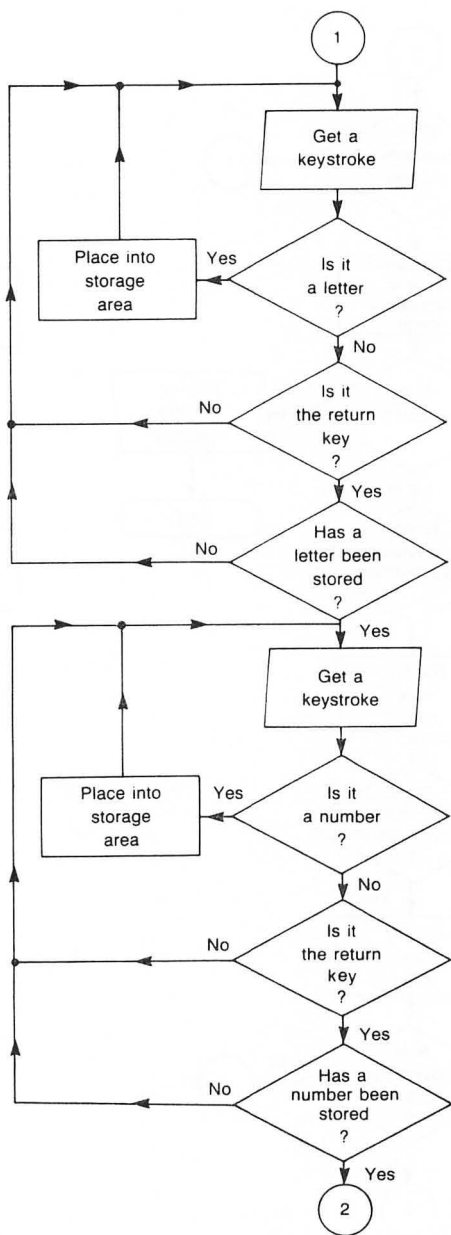 1
Get a
keystroke
Is it
a letter
?
Yes
Place into
storage
area
No
Is it
the return
key
?
No
Yes
Has a
letter been
stored
?
No
Yes
Get a
keystroke
Is it
a number
?
Yes
Place into
storage
area
No
Is it
the return
key
?
No
Yes
Has a
number been
stored
?
No
Yes
2